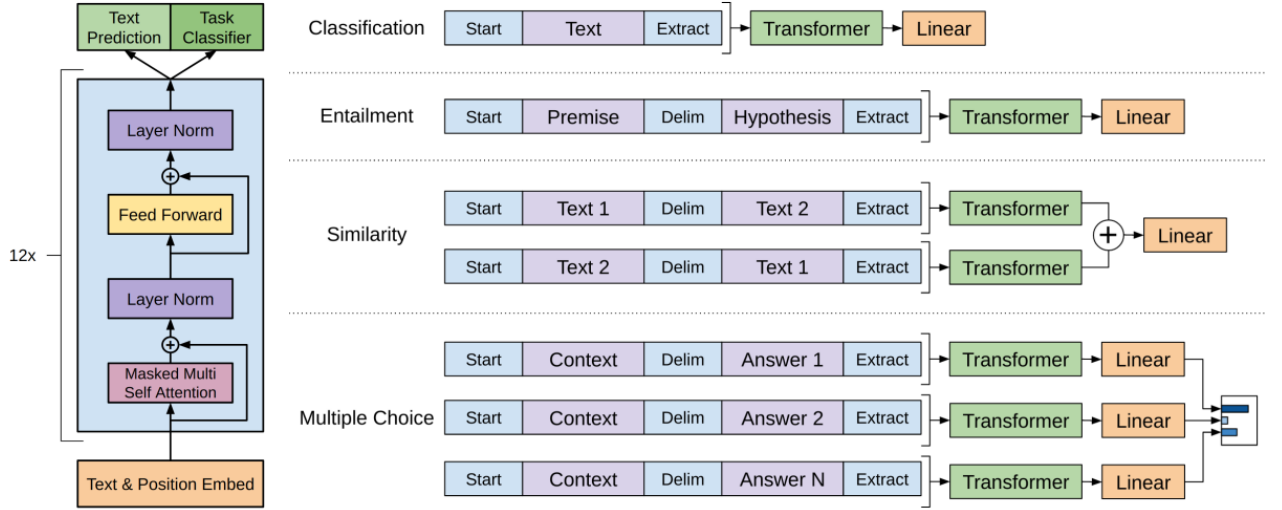 Text
Prediction
Task
Classifier
12x
Layer Norm
+
Feed Forward
Layer Norm
+
Masked Multi
Self Attention
Text & Position Embed
Classification
Start Text Extract Transformer Linear
Entailment
Start Premise Delim Hypothesis Extract Transformer Linear
Similarity
Start Text 1 Delim Text 2 Extract Transformer
+ Linear
Start Text 2 Delim Text 1 Extract Transformer
Multiple Choice
Start Context Delim Answer 1 Extract Transformer Linear
Start Context Delim Answer 2 Extract Transformer Linear
Start Context Delim Answer N Extract Transformer Linear